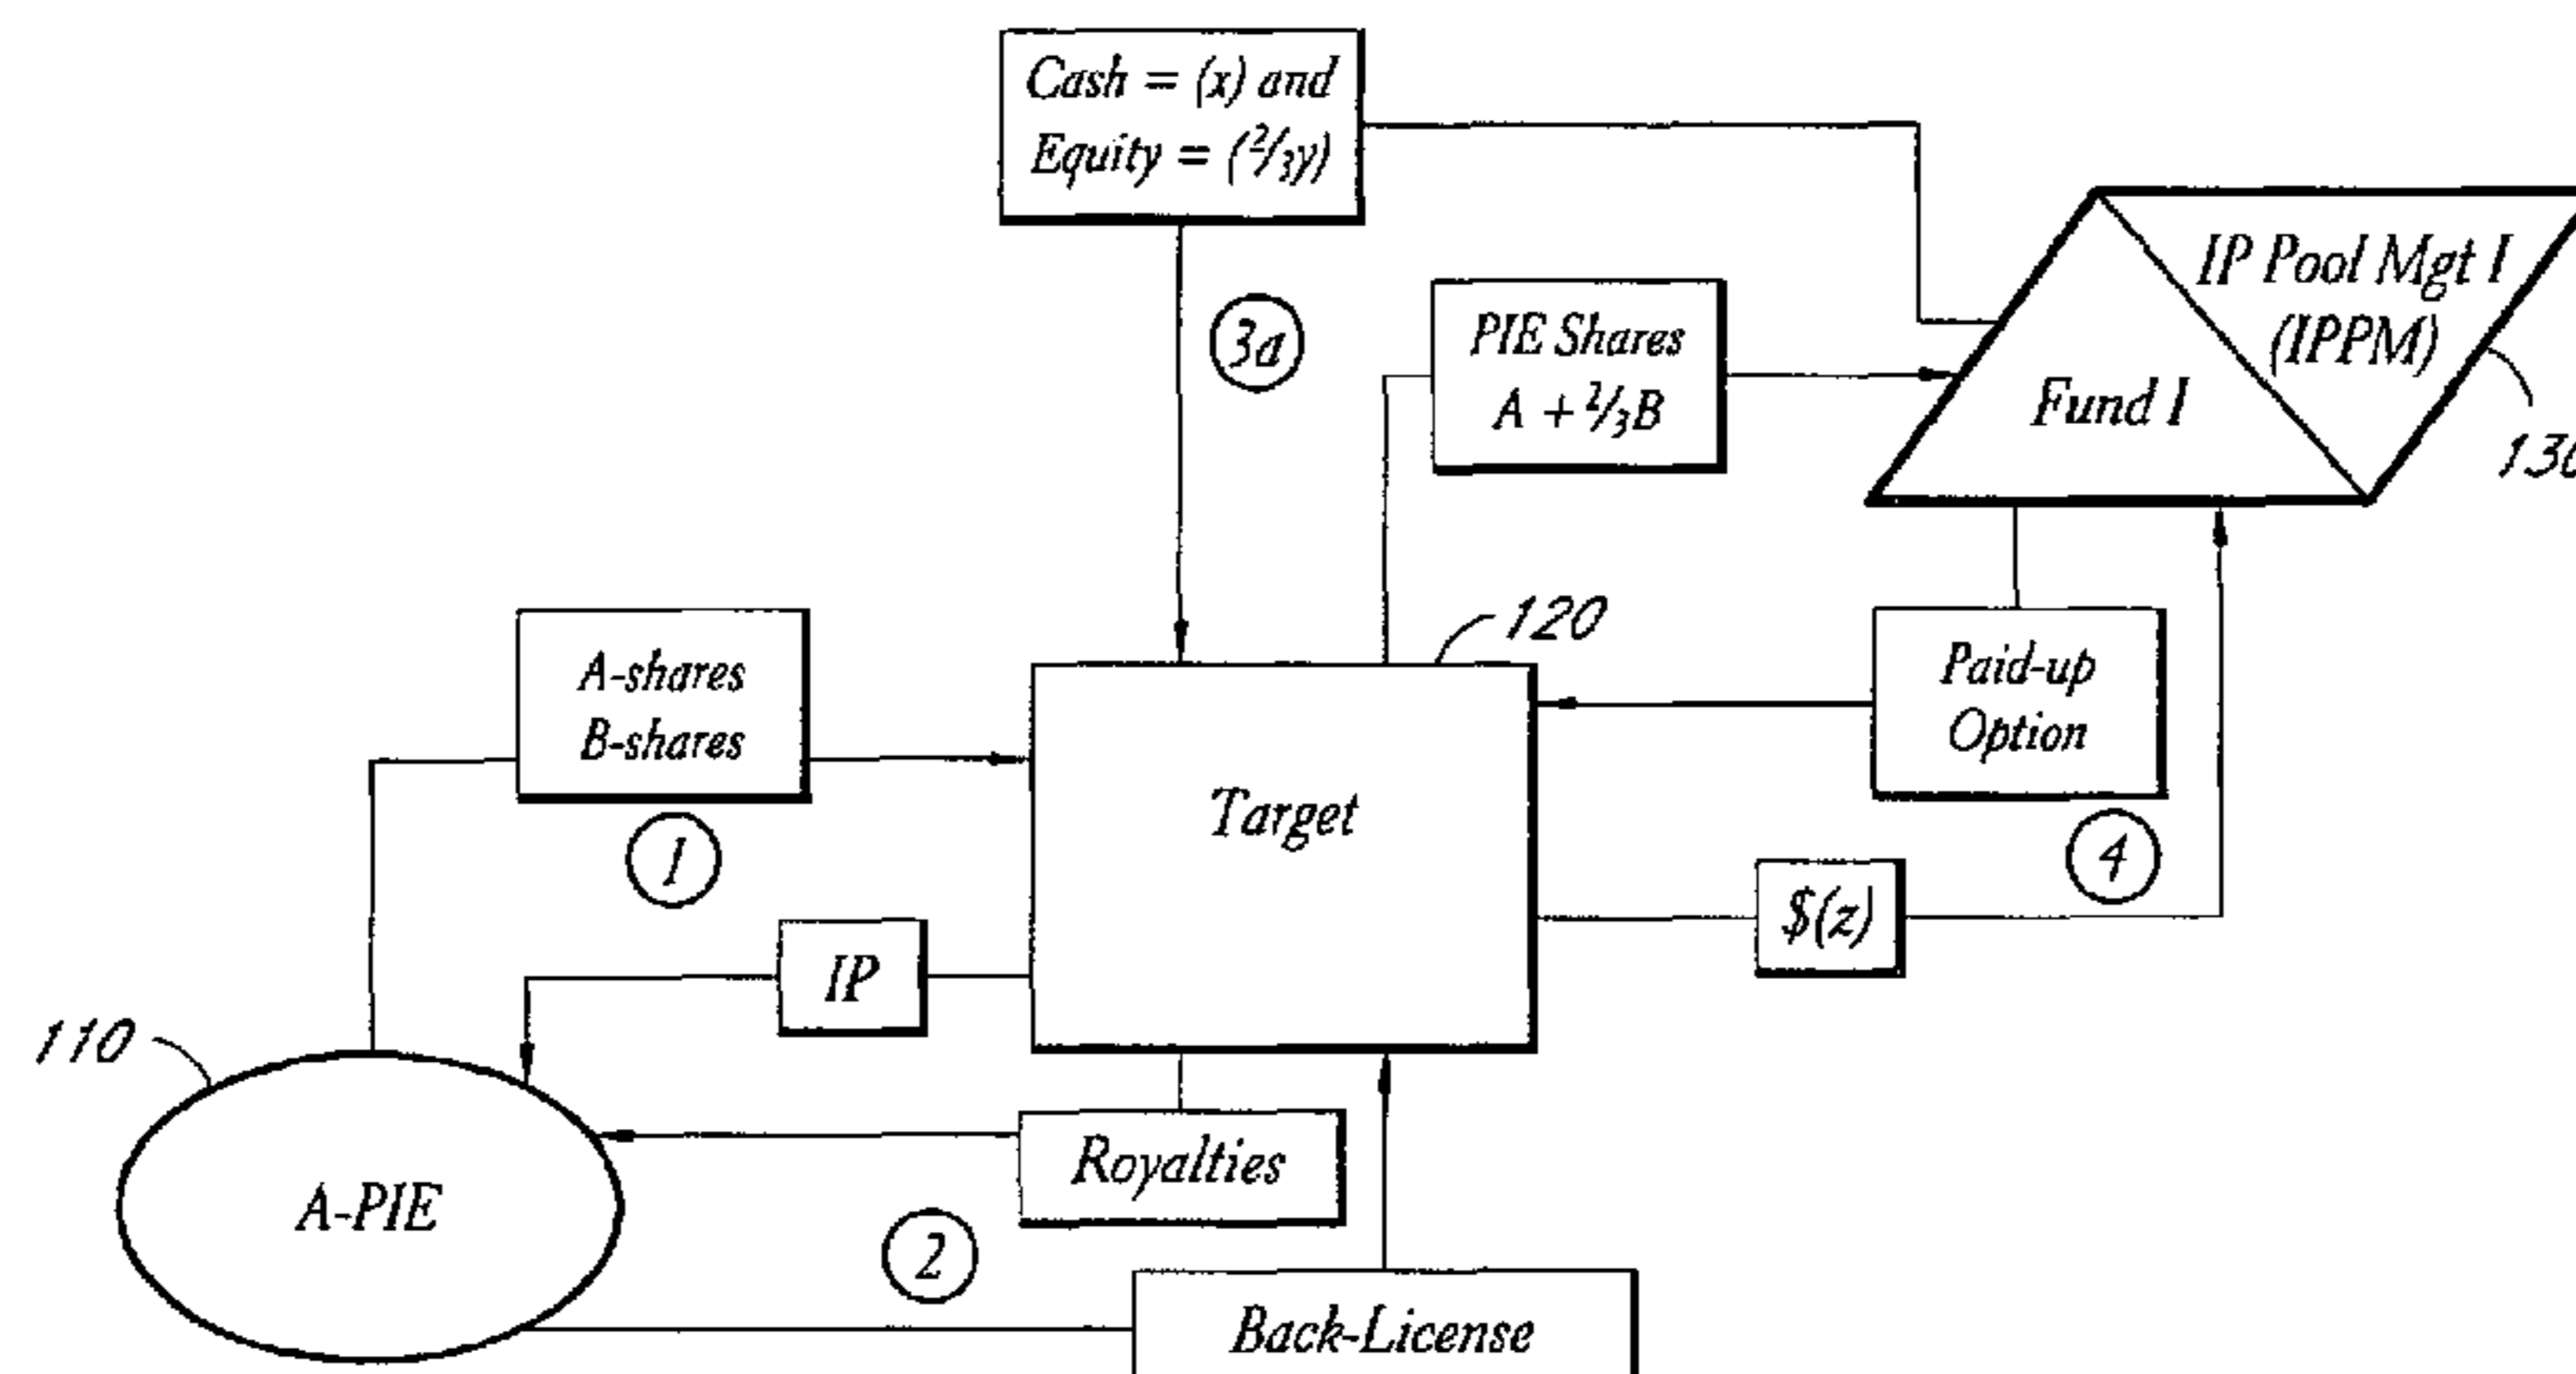 Cash = (x) and
Equity = (2/3y)
IP Pool Mgt I
(IPPM)
Fund I
PIE Shares
A + 2/3B
3a
120
A-shares
B-shares
Paid-up
Option
Target
1
4
$(z)
IP
110
Royalties
A-PIE
2
Back-License